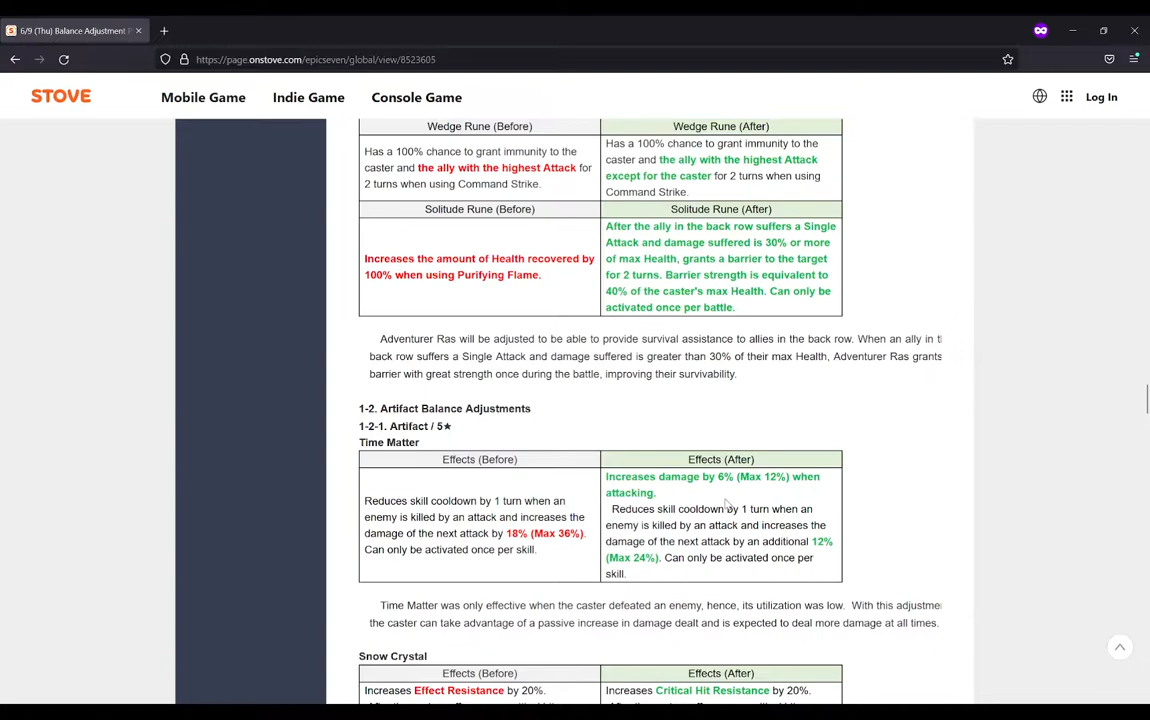 6/9 (Thu) Balance Adjustment
https://page.onstove.com/epicseven/global/view/8523605
STOVE
Mobile Game
Indie Game
Console Game
Log In
Wedge Rune (Before)
Wedge Rune (After)
Has a 100% chance to grant immunity to the
caster and the ally with the highest Attack for
2 turns when using Command Strike.
Has a 100% chance to grant immunity to the
caster and the ally with the highest Attack
except for the caster for 2 turns when using
Command Strike.
Solitude Rune (Before)
Solitude Rune (After)
Increases the amount of Health recovered by
100% when using Purifying Flame.
After the ally in the back row suffers a Single
Attack and damage suffered is 30% or more
of max Health, grants a barrier to the target
for 2 turns. Barrier strength is equivalent to
40% of the caster's max Health. Can only be
activated once per battle.
Adventurer Ras will be adjusted to be able to provide survival assistance to allies in the back row. When an ally in
back row suffers a Single Attack and damage suffered is greater than 30% of their max Health, Adventurer Ras grants
barrier with great strength once during the battle, improving their survivability.
1-2. Artifact Balance Adjustments
1-2-1. Artifact / 5★
Time Matter
Effects (Before)
Effects (After)
Reduces skill cooldown by 1 turn when an
enemy is killed by an attack and increases the
damage of the next attack by 18% (Max 36%).
Can only be activated once per skill.
Increases damage by 6% (Max 12%) when
attacking.
Reduces skill cooldown by 1 turn when an
enemy is killed by an attack and increases the
damage of the next attack by an additional 12%
(Max 24%). Can only be activated once per
skill.
Time Matter was only effective when the caster defeated an enemy, hence, its utilization was low. With this
the caster can take advantage of a passive increase in damage dealt and is expected to deal more damage at all times.
Snow Crystal
Effects (Before)
Effects (After)
Increases Effect Resistance by 20%.
Increases Critical Hit Resistance by 20%.